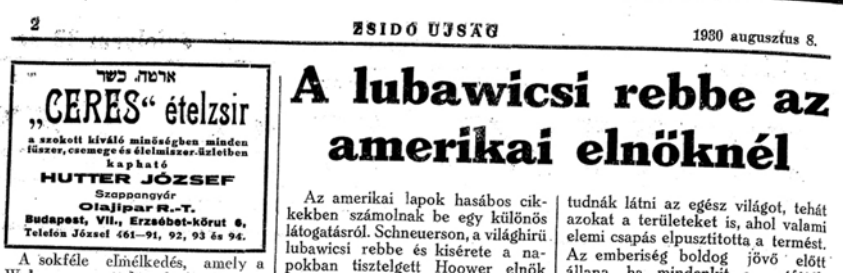 2
ZSIDÓ UJSÁG
1930 augusztus 8.
כשר
„CERES“ ételzsir
a szokott kiváló minőségben minden
fűszer, csemege és élelmiszer-üzletben
kapható
HUTTER JÓZSEF
Szappangyár
Olajipar R.-T.
Budapest, VII., Erzsébet-körut 6,
Telefón József 461—91, 92, 93 és 94.
A sokféle elmélkedés, amely a
A lubawicsi rebbe az
amerikai elnöknél
Az amerikai lapok hasábos cik-
kekben számolnak be egy különös
látogatásról. Schneuerson, a világhirü
lubawicsi rebbe és kisérete a na-
pokban tisztelgett Hoower elnök
tudnák látni az egész világot, tehát
azokat a területeket is, ahol valami
elemi csapás elpusztitotta a termést.
Az emberiség boldog jövő előtt